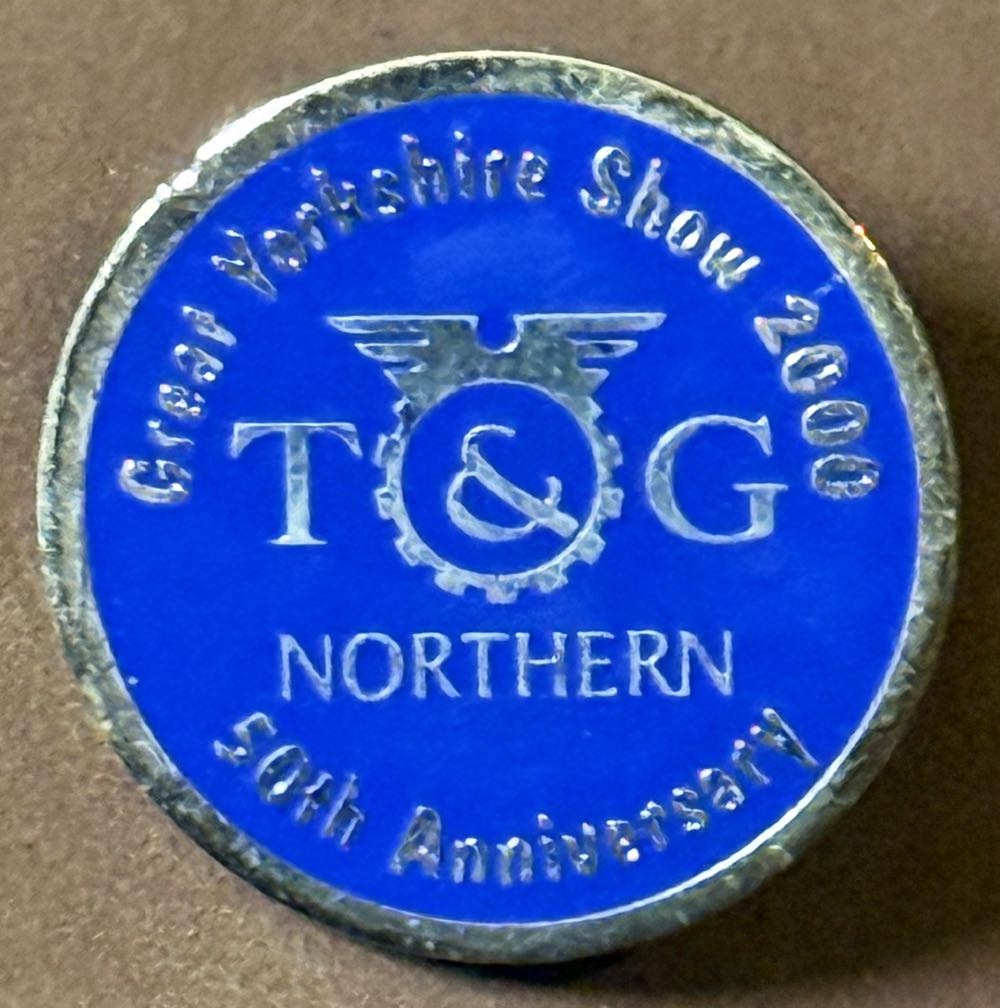 Great Yorkshire Show 2000
T & G
NORTHERN
50th Anniversary